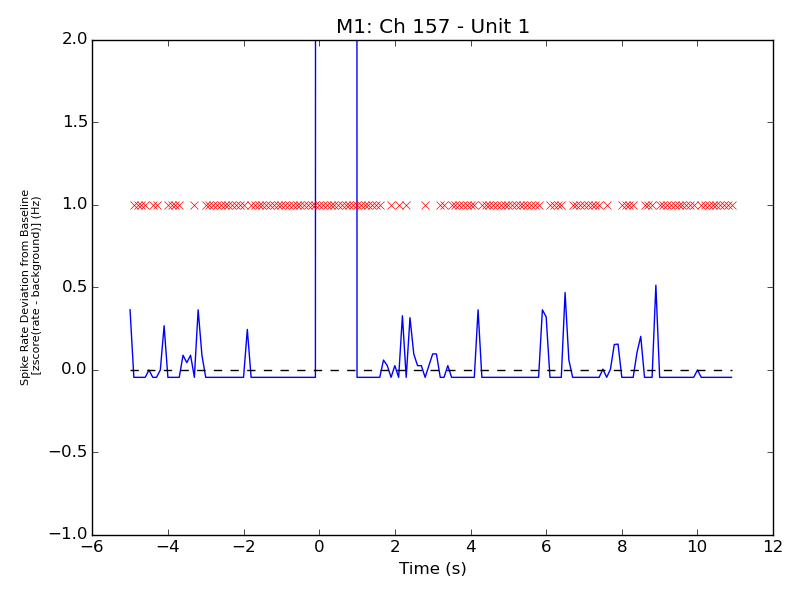 M1: Ch 157 - Unit 1
2.0
1.5
1.0
0.5
0.0
−0.5
−1.0
Spike Rate Deviation from Baseline
[zscore(rate - background)] (Hz)
−6 −4 −2 0 2 4 6 8 10 12
Time (s)